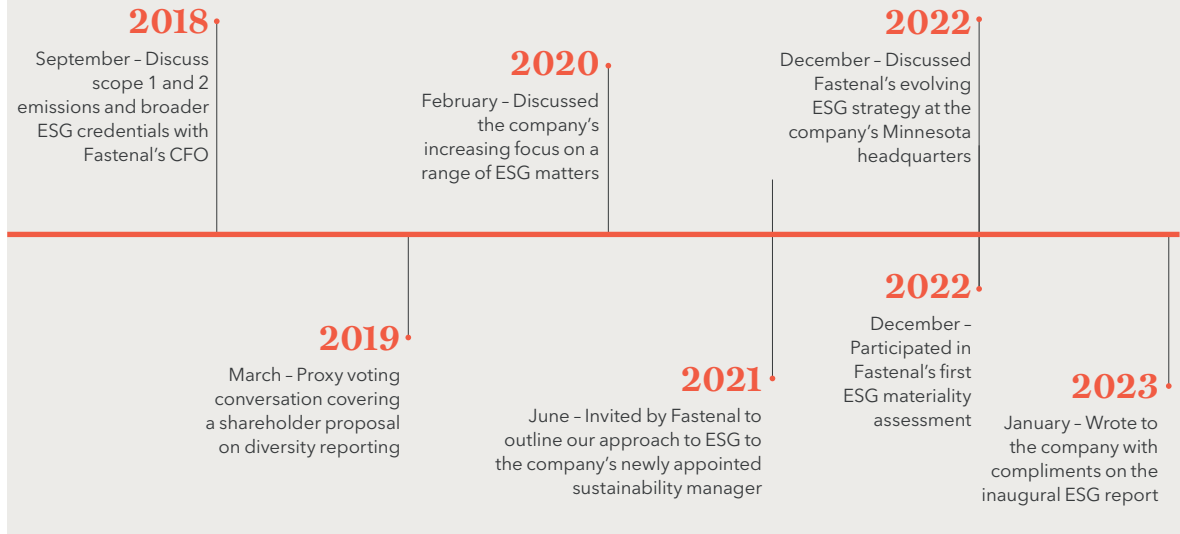 2018
September – Discuss
scope 1 and 2
emissions and broader
ESG credentials with
Fastenal’s CFO
2019
March – Proxy voting
conversation covering
a shareholder proposal
on diversity reporting
2020
February – Discussed
the company’s
increasing focus on a
range of ESG matters
2021
June – Invited by Fastenal to
outline our approach to ESG to
the company’s newly appointed
sustainability manager
2022
December – Discussed
Fastenal’s evolving
ESG strategy at the
company’s Minnesota
headquarters
2022
December –
Participated in
Fastenal’s first
ESG materiality
assessment
2023
January – Wrote to
the company with
compliments on the
inaugural ESG report